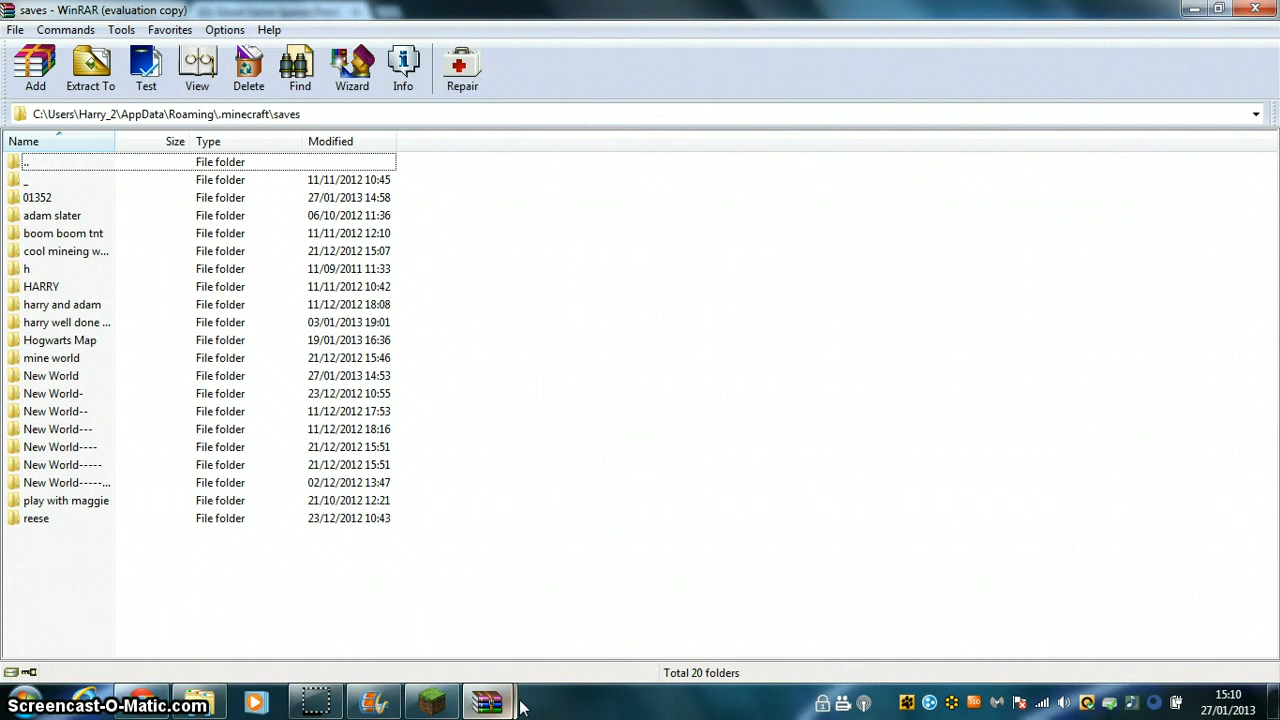 saves - WinRAR (evaluation copy)
File Commands Tools Favorites Options Help
Add Extract To Test View Delete Find Wizard Info Repair
C:\Users\Harry_2\AppData\Roaming\.minecraft\saves
Name Size Type Modified
.. File folder
_ File folder 11/11/2012 10:45
01352 File folder 27/01/2013 14:58
adam slater File folder 06/10/2012 11:36
boom boom tnt File folder 11/11/2012 12:10
cool mineing w... File folder 21/12/2012 15:07
h File folder 11/09/2011 11:33
HARRY File folder 11/11/2012 10:42
harry and adam File folder 11/12/2012 18:08
harry well done ... File folder 03/01/2013 19:01
Hogwarts Map File folder 19/01/2013 16:36
mine world File folder 21/12/2012 15:46
New World File folder 27/01/2013 14:53
New World- File folder 23/12/2012 10:55
New World-- File folder 11/12/2012 17:53
New World--- File folder 11/12/2012 18:16
New World---- File folder 21/12/2012 15:51
New World----- File folder 21/12/2012 15:51
New World-----... File folder 02/12/2012 13:47
play with maggie File folder 21/10/2012 12:21
reese File folder 23/12/2012 10:43
Total 20 folders
Screencast-O-Matic.com
15:10
27/01/2013